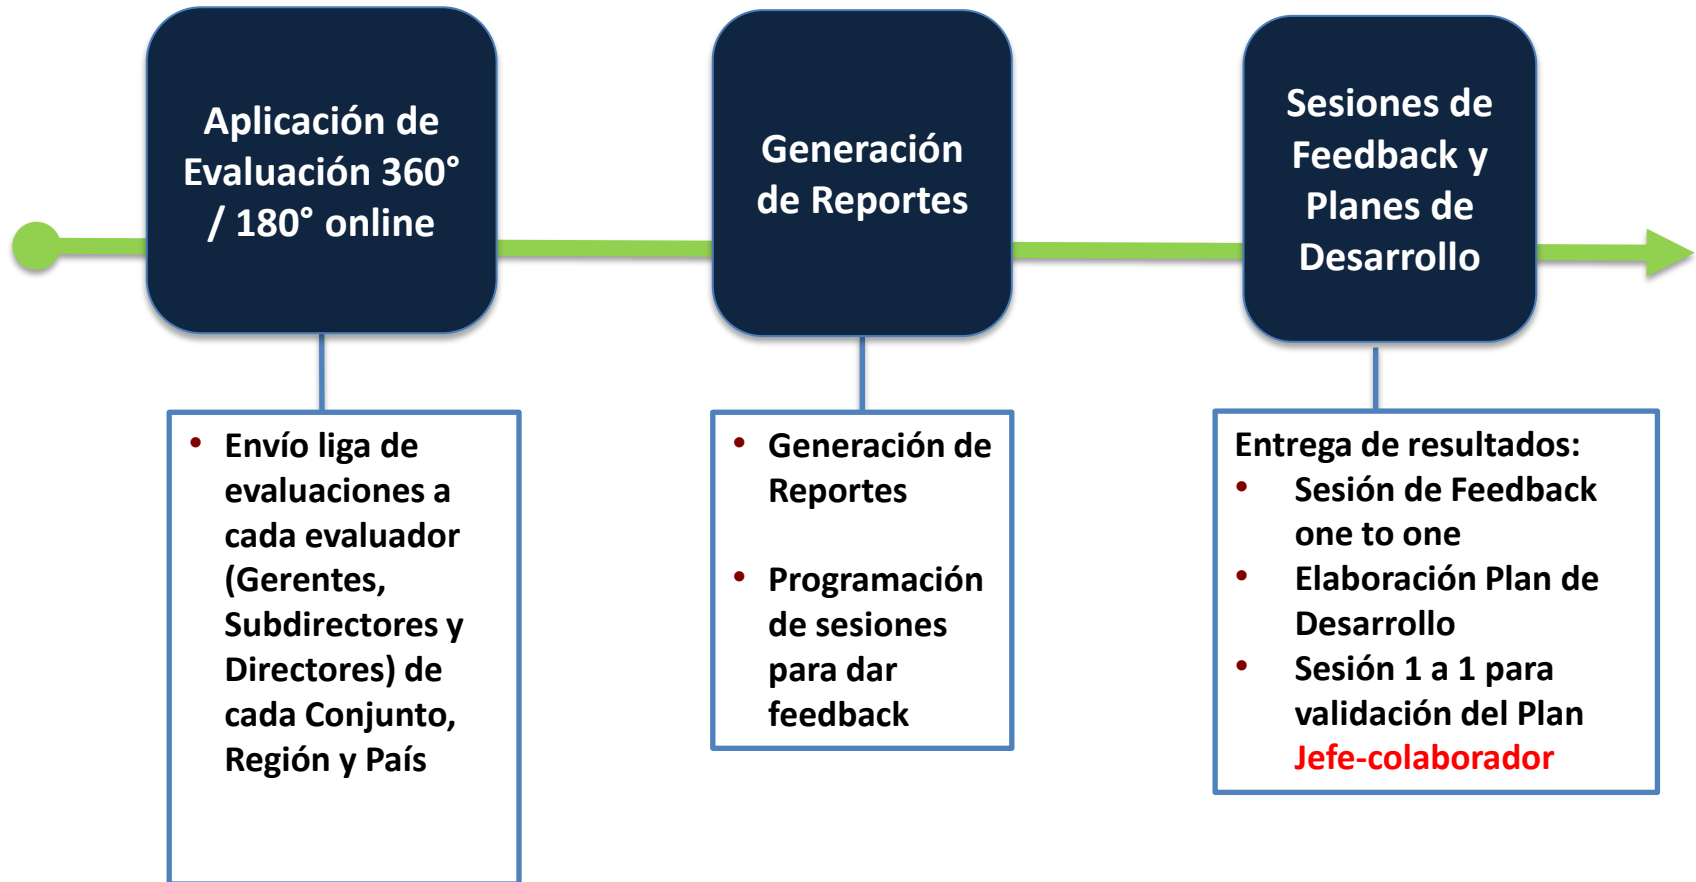 Aplicación de
Evaluación 360°
/ 180° online
Generación
de Reportes
Sesiones de
Feedback y
Planes de
Desarrollo
• Envío liga de
evaluaciones a
cada evaluador
(Gerentes,
Subdirectores y
Directores) de
cada Conjunto,
Región y País
• Generación de
Reportes
• Programación
de sesiones
para dar
feedback
Entrega de resultados:
• Sesión de Feedback
one to one
• Elaboración Plan de
Desarrollo
• Sesión 1 a 1 para
validación del Plan
Jefe-colaborador